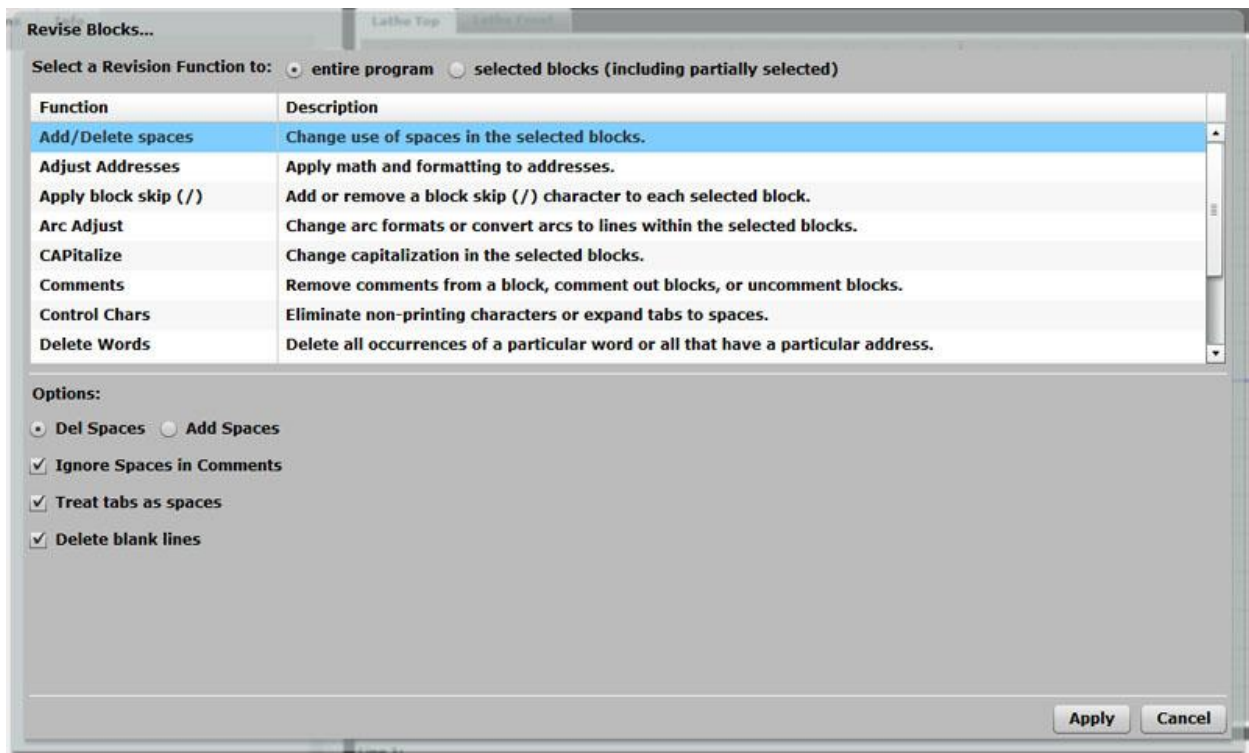 Info
Lathe Top Lathe Front
Revise Blocks...
Select a Revision Function to: entire program selected blocks (including partially selected)
Function Description
Add/Delete spaces Change use of spaces in the selected blocks.
Adjust Addresses Apply math and formatting to addresses.
Apply block skip (/) Add or remove a block skip (/) character to each selected block.
Arc Adjust Change arc formats or convert arcs to lines within the selected blocks.
CAPitalize Change capitalization in the selected blocks.
Comments Remove comments from a block, comment out blocks, or uncomment blocks.
Control Chars Eliminate non-printing characters or expand tabs to spaces.
Delete Words Delete all occurrences of a particular word or all that have a particular address.
Options:
Del Spaces Add Spaces
Ignore Spaces in Comments
Treat tabs as spaces
Delete blank lines
Apply Cancel